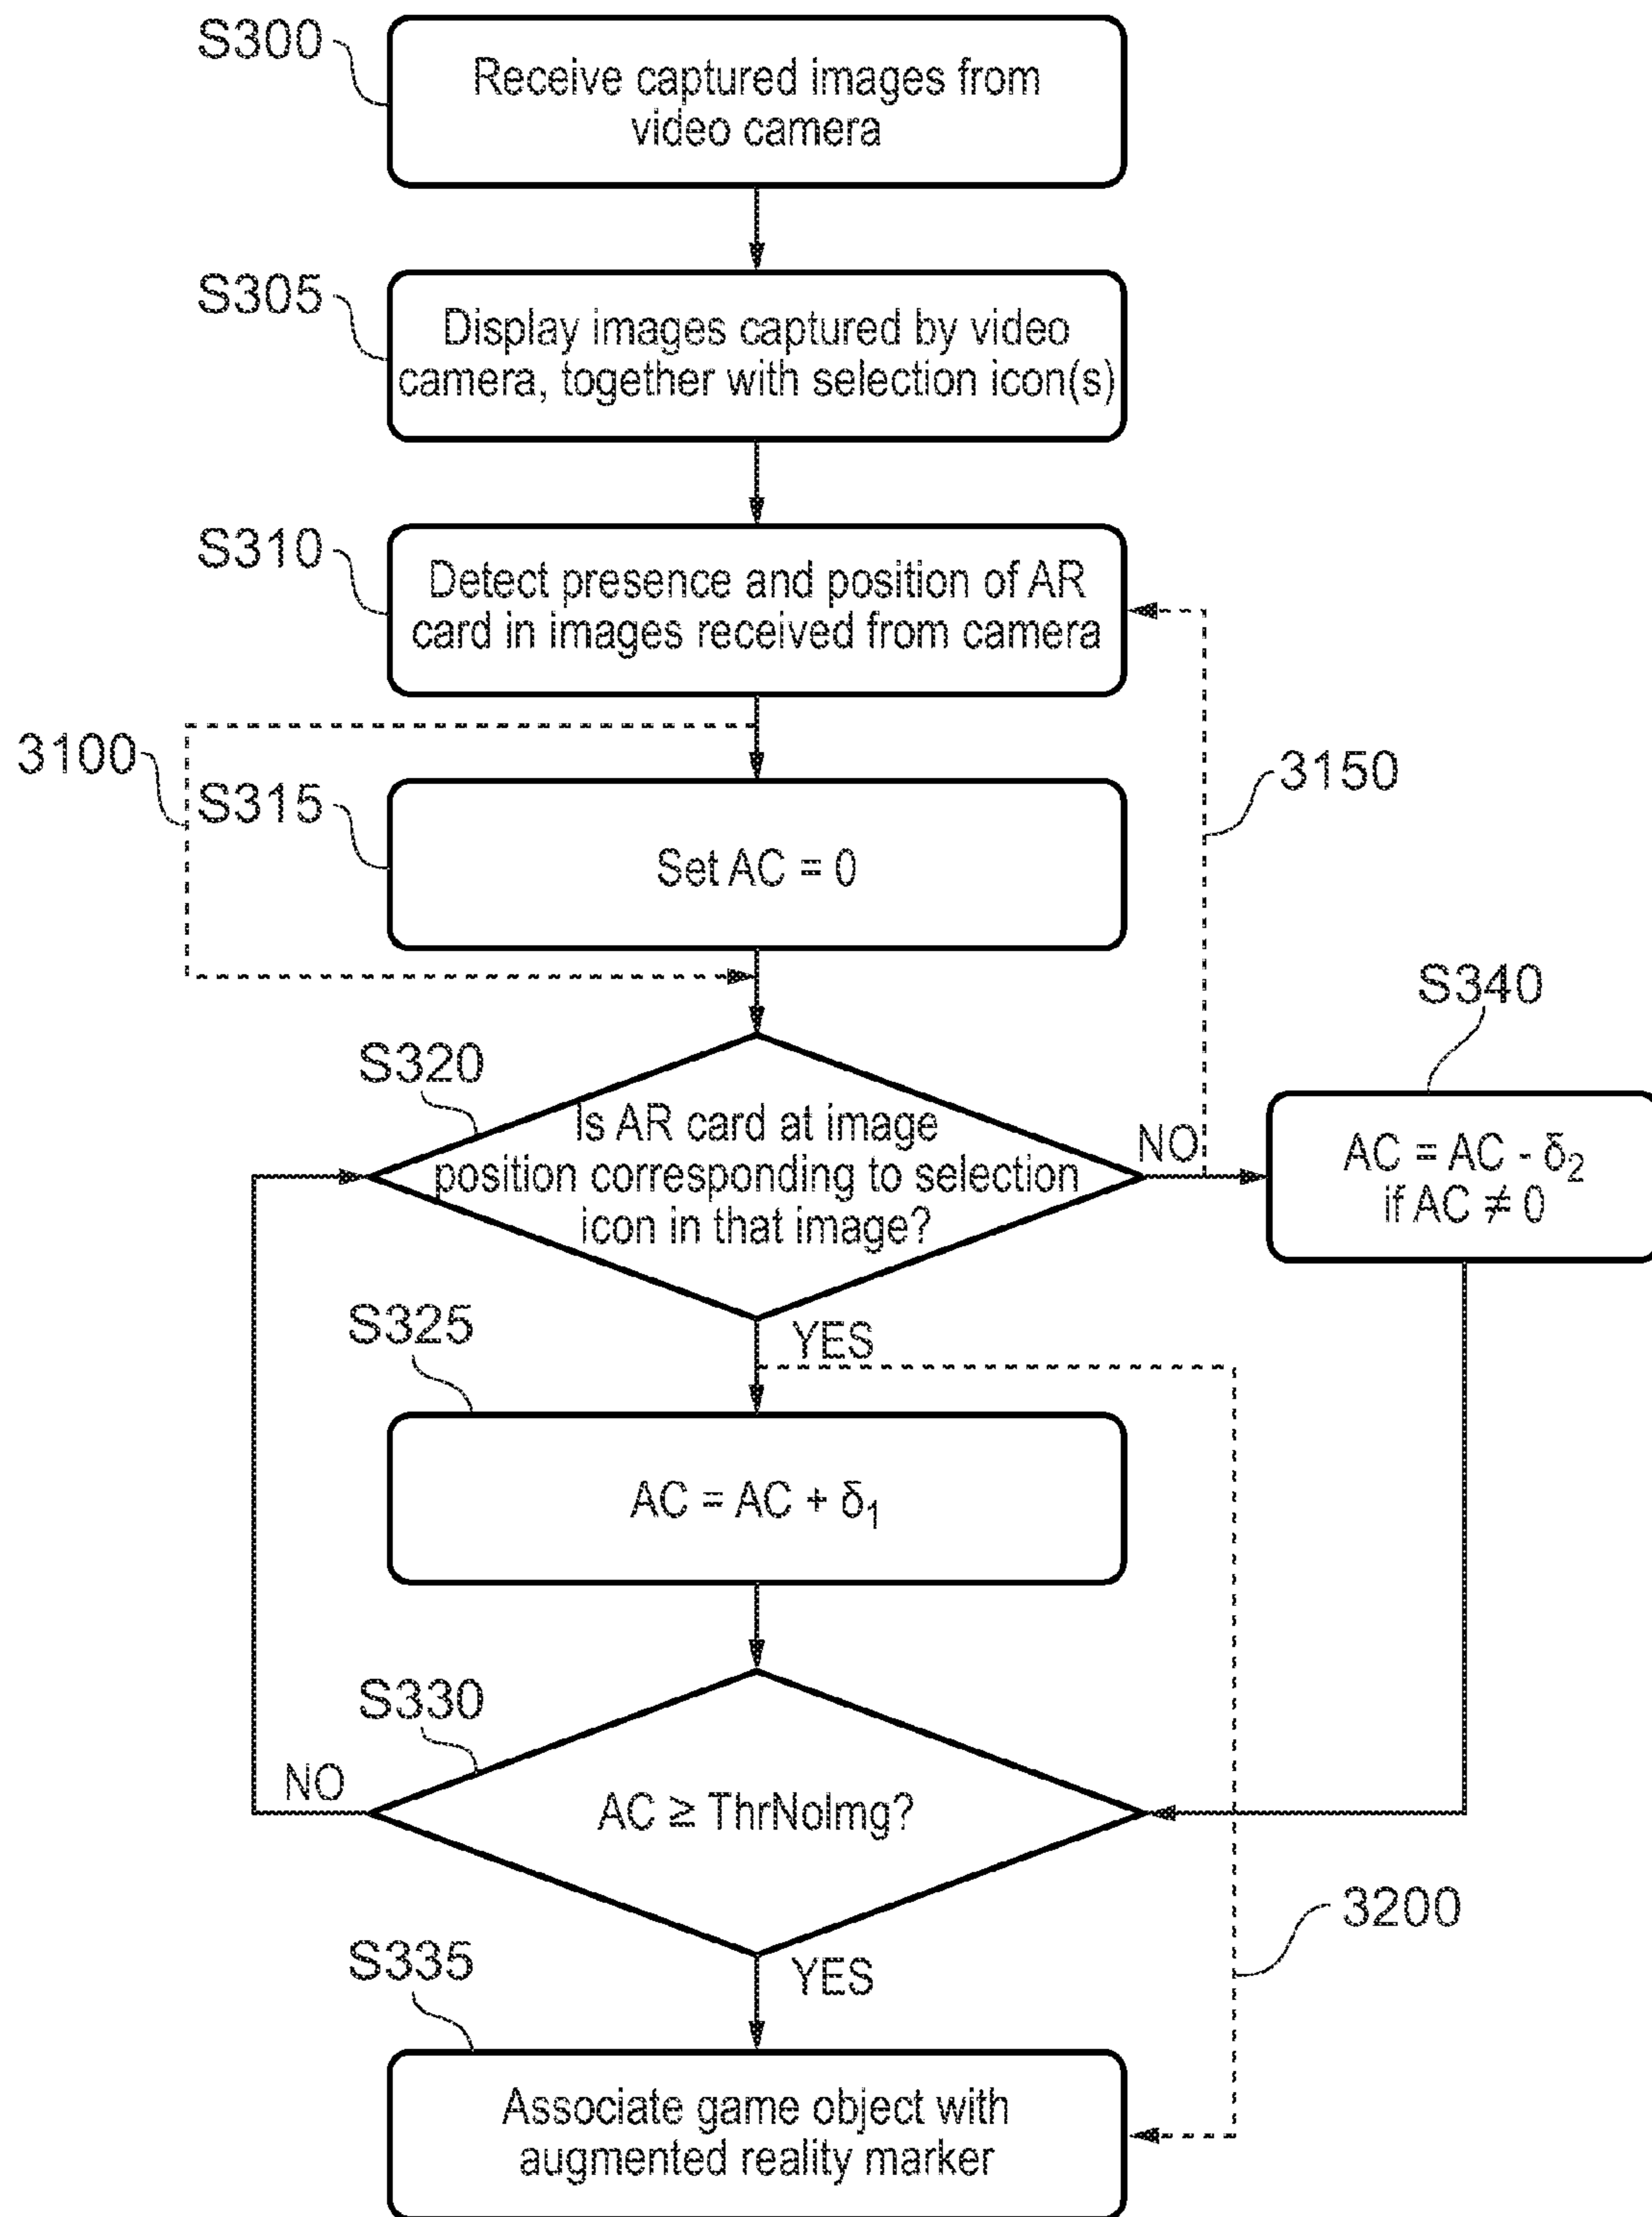 S300
Receive captured images from
video camera
S305
Display images captured by video
camera, together with selection icon(s)
S310
Detect presence and position of AR
card in images received from camera
3100
3150
S315
Set AC = 0
S340
S320
Is AR card at image
position corresponding to selection
icon in that image?
NO
AC = AC - δ₂
if AC ≠ 0
YES
S325
AC = AC + δ₁
S330
NO
AC ≥ ThrNoImg?
3200
YES
S335
Associate game object with
augmented reality marker